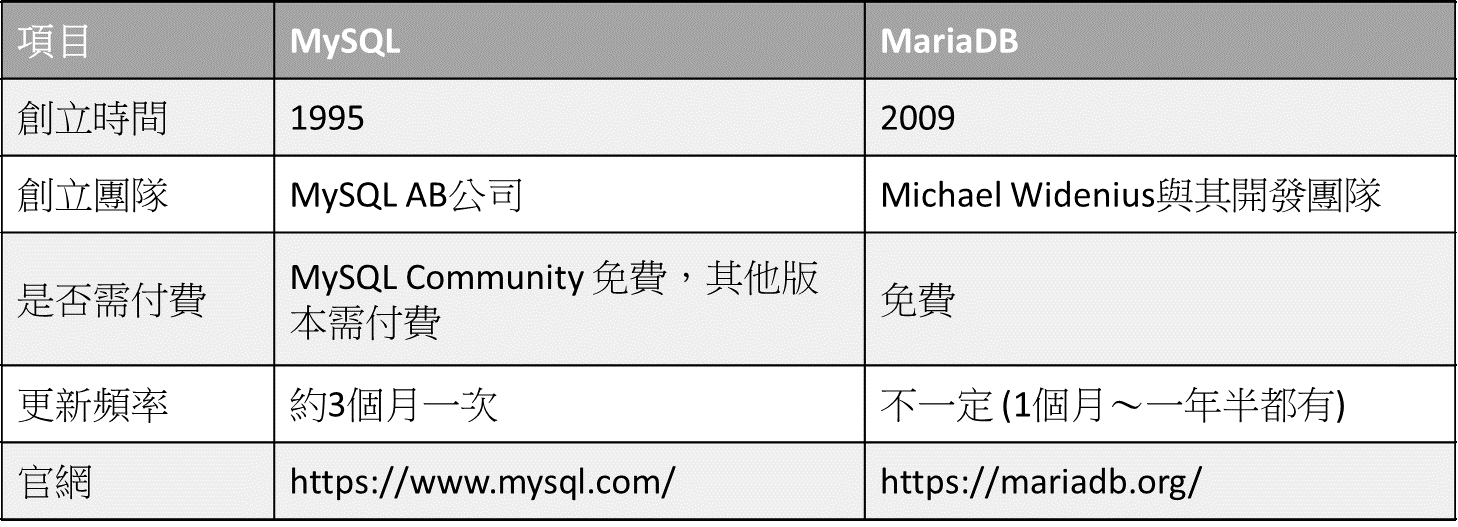 項目 MySQL MariaDB
創立時間 1995 2009
創立團隊 MySQL AB公司 Michael Widenius與其開發團隊
是否需付費 MySQL Community 免費，其他版
本需付費 免費
更新頻率 約3個月一次 不一定 (1個月～一年半都有)
官網 https://www.mysql.com/ https://mariadb.org/